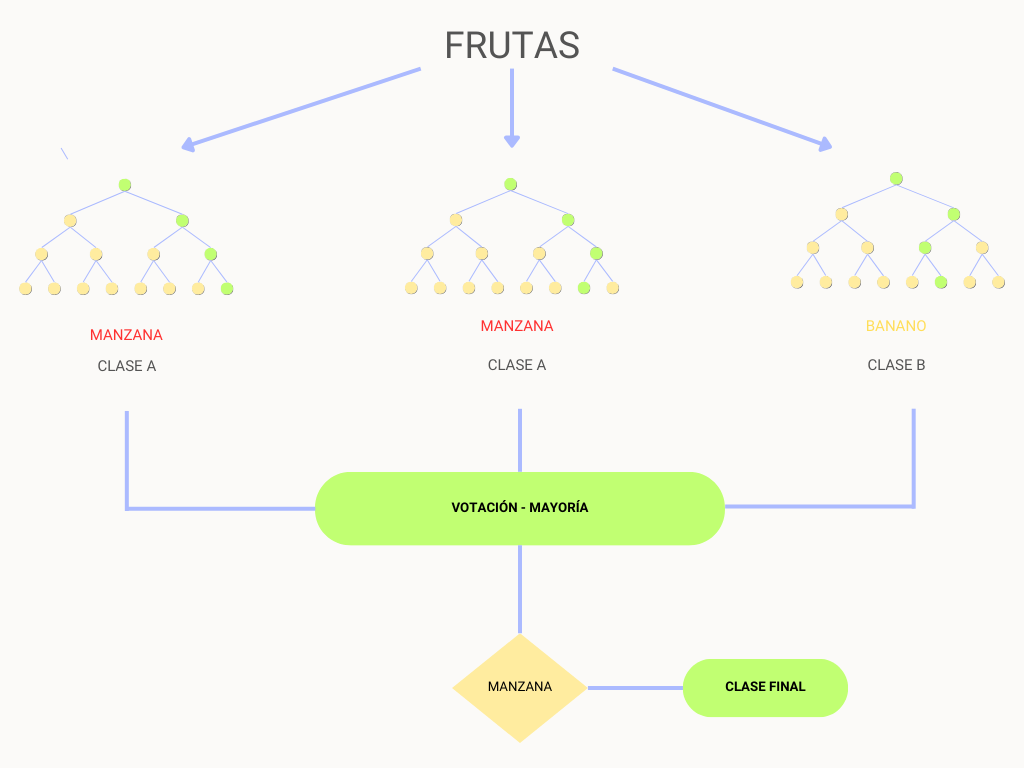 FRUTAS
MANZANA
CLASE A
MANZANA
CLASE A
BANANO
CLASE B
VOTACIÓN - MAYORÍA
MANZANA
CLASE FINAL